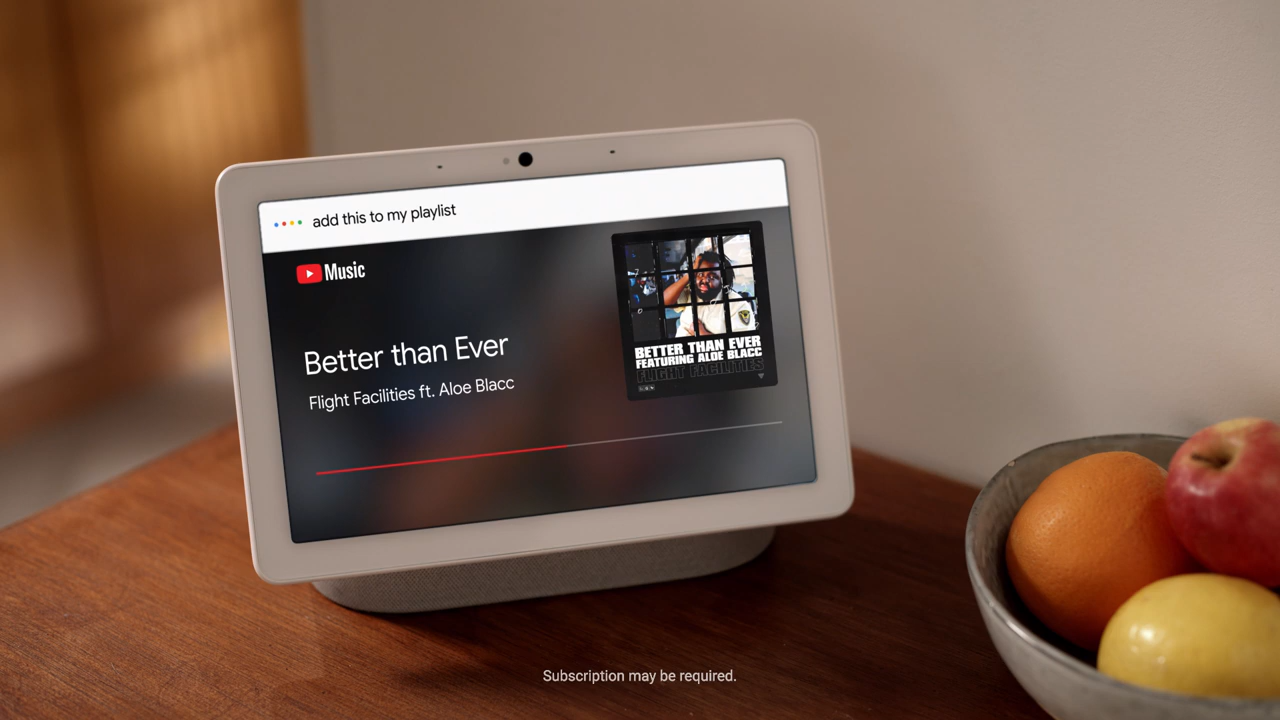 add this to my playlist
Music
Better than Ever
Flight Facilities ft. Aloe Blacc
BETTER THAN EVER
FEATURING ALOE BLACC
FLIGHT FACILITIES
Subscription may be required.